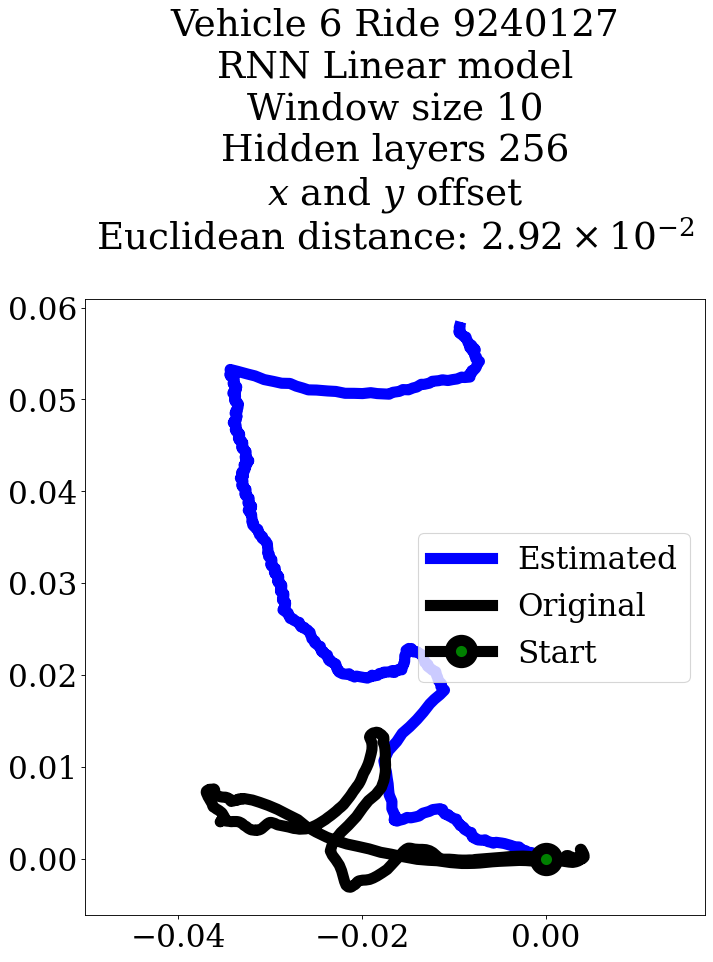 Vehicle 6 Ride 9240127
RNN Linear model
Window size 10
Hidden layers 256
x and y offset
Euclidean distance: 2.92 × 10⁻²
0.06
0.05
0.04
0.03
0.02
0.01
0.00
Estimated
Original
Start
−0.04 −0.02 0.00